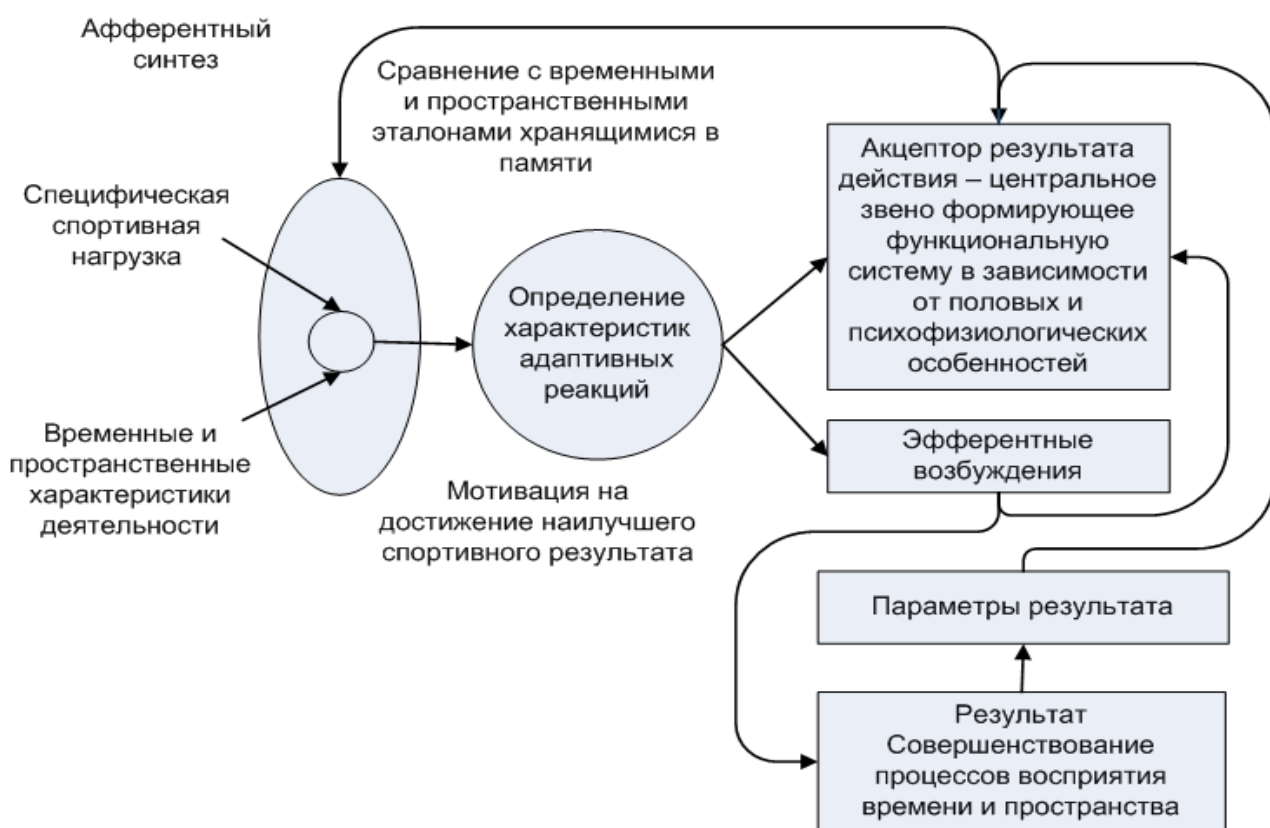 Афферентный
синтез
Сравнение с временными
и пространственными
эталонами хранящимися в
памяти
Специфическая
спортивная
нагрузка
Временные и
пространственные
характеристики
деятельности
Определение
характеристик
адаптивных
реакций
Мотивация на
достижение наилучшего
спортивного результата
Акцептор результата
действия – центральное
звено формирующее
функциональную
систему в зависимости
от половых и
психофизиологических
особенностей
Эфферентные
возбуждения
Параметры результата
Результат
Совершенствование
процессов восприятия
времени и пространства